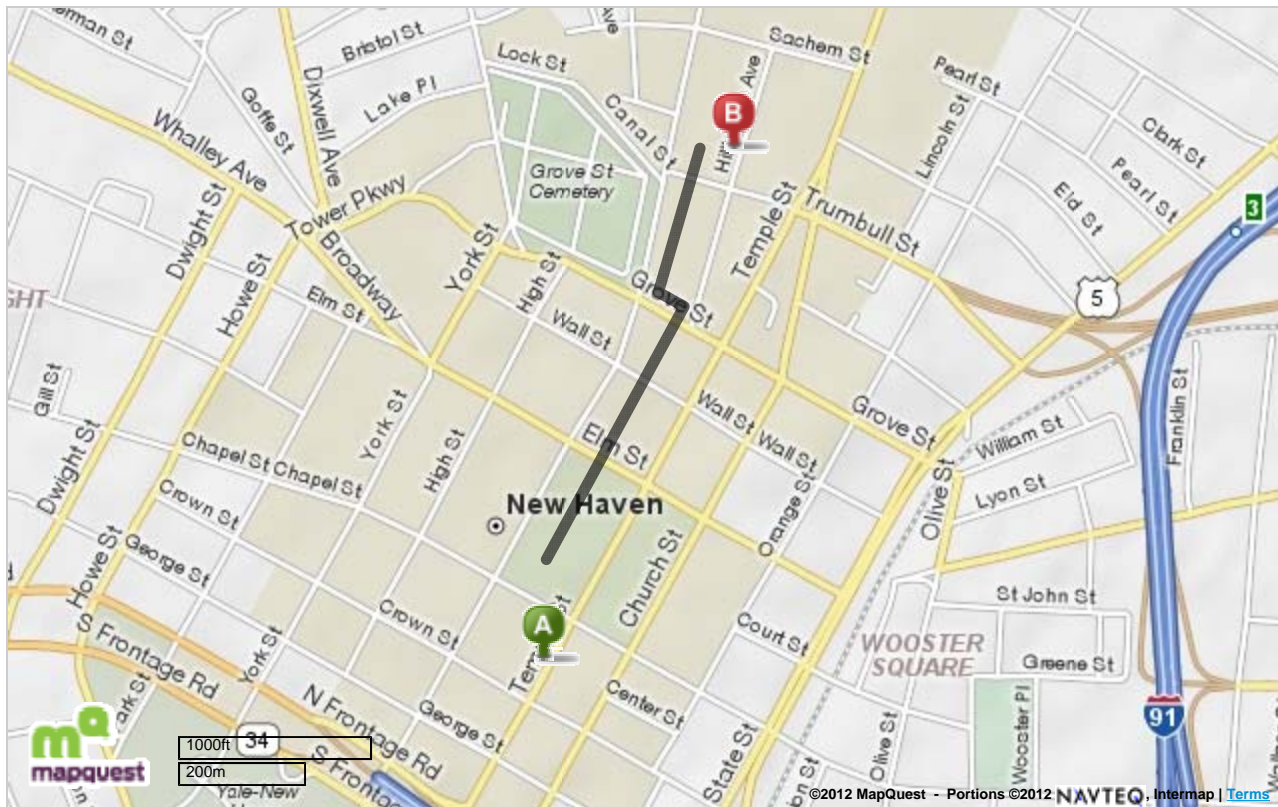 Sachem St
Bristol St
Lock St
Pearl St
Dixwell Ave
Ave
Ave
Lake Pl
Goffe St
Canal St
B
Lincoln St
Clark St
Whalley Ave
Grove St
Cemetery
Pearl St
Eld St
3
Dwight St
Tower Pkwy
Temple St
Trumbull St
Broadway
York St
High St
Howe St
Elm St
Grove St
5
Wall St
Gill St
York St
High St
Elm St
Wall St
Wall St
Grove St
William St
Franklin St
Chapel St
Chapel St
Lyon St
Dwight St
Crown St
New Haven
Orange St
Olive St
George St
Church St
Howe St
St John St
Crown St
A
Court St
WOOSTER
SQUARE
Greene St
S Frontage Rd
York St
N Frontage Rd
Center St
George St
Wooster Pl
91
mapquest
1000ft
34
200m
State St
Olive St
Yale-New
©2012 MapQuest - Portions ©2012 NAVTEQ, Intermap | Terms